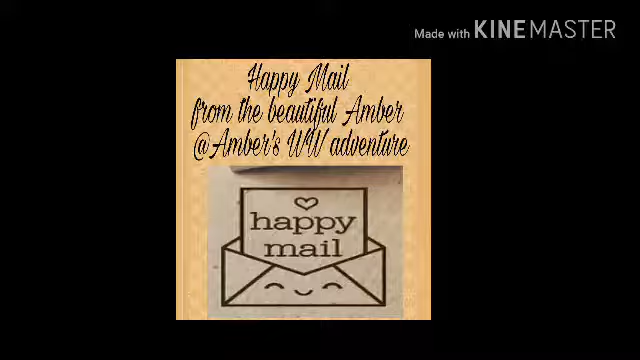 Made with KINEMASTER
Happy Mail
from the beautiful Amber
@Amber's WW adventure
happy
mail